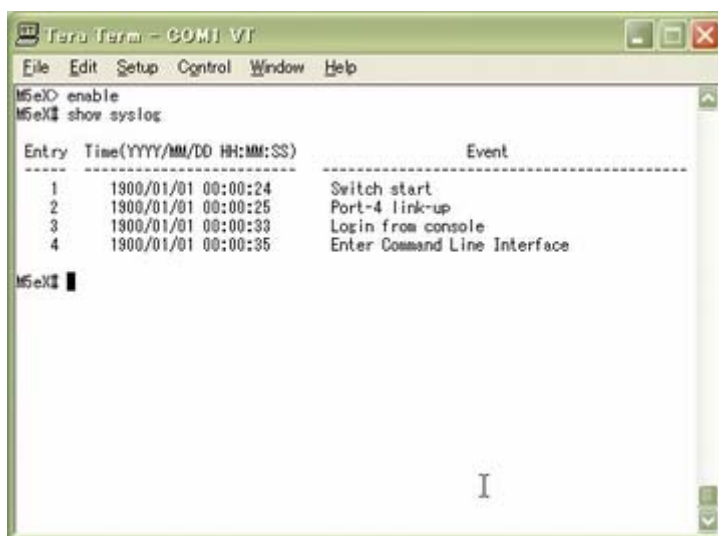 Tera Term - COM1 VT
File Edit Setup Control Window Help
M5eX> enable
M5eX# show syslog
Entry Time(YYYY/MM/DD HH:MM:SS) Event
----- ------------------------- -------------------------------------------
1 1900/01/01 00:00:24 Switch start
2 1900/01/01 00:00:25 Port-4 link-up
3 1900/01/01 00:00:33 Login from console
4 1900/01/01 00:00:35 Enter Command Line Interface
M5eX#